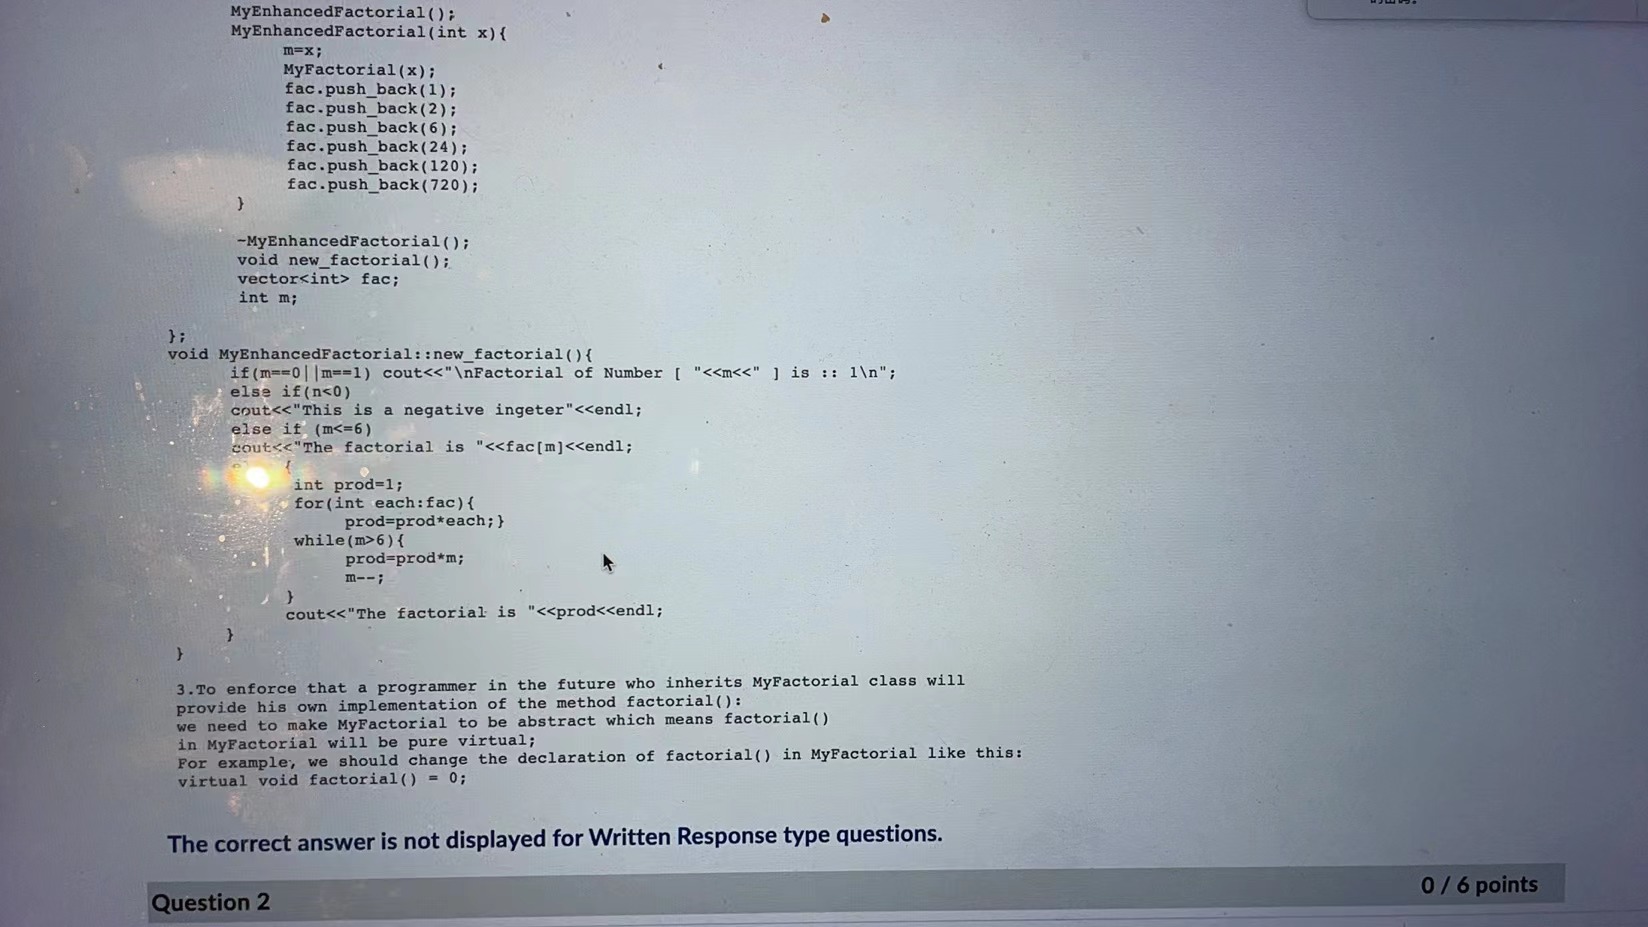 MyEnhancedFactorial();
MyEnhancedFactorial(int x){
m=x;
MyFactorial(x);
fac.push_back(1);
fac.push_back(2);
fac.push_back(6);
fac.push_back(24);
fac.push_back(120);
fac.push_back(720);
}
~MyEnhancedFactorial();
void new_factorial();
vector<int> fac;
int m;
};
void MyEnhancedFactorial::new_factorial(){
if(m==0||m==1) cout<<"\nFactorial of Number [ "<<m<<" ] is :: 1\n";
else if(n<0)
cout<<"This is a negative ingeter"<<endl;
else if (m<=6)
cout<<"The factorial is "<<fac[m]<<endl;
{
int prod=1;
for(int each:fac){
prod=prod*each;}
while(m>6){
prod=prod*m;
m--;
}
cout<<"The factorial is "<<prod<<endl;
}
}
3.To enforce that a programmer in the future who inherits MyFactorial class will
provide his own implementation of the method factorial():
we need to make MyFactorial to be abstract which means factorial()
in MyFactorial will be pure virtual;
For example, we should change the declaration of factorial() in MyFactorial like this:
virtual void factorial() = 0;
The correct answer is not displayed for Written Response type questions.
Question 2
0 / 6 points